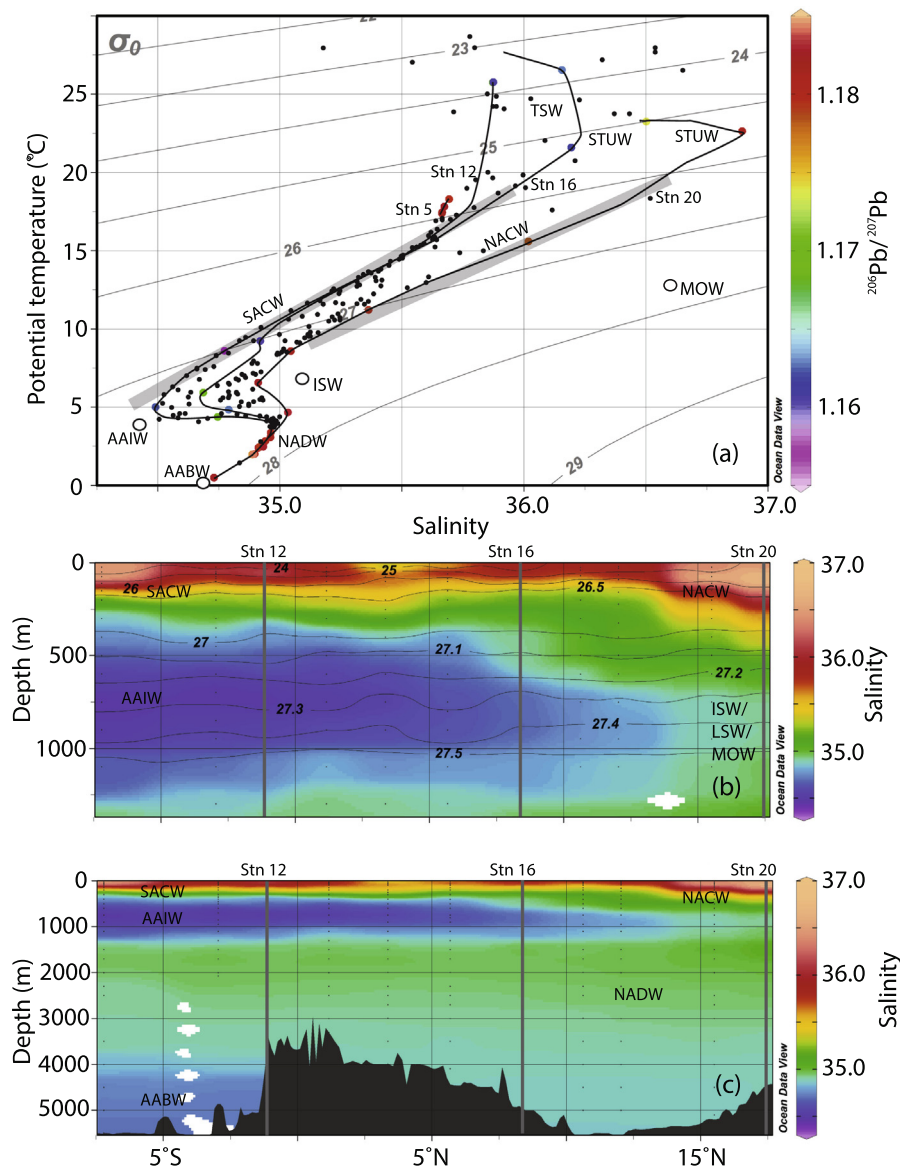 σ0
22
23
24
25
26
27
28
29
Potential temperature (°C)
25
20
15
10
5
0
TSW
STUW
STUW
Stn 12
Stn 16
Stn 5
Stn 20
NACW
SACW
MOW
ISW
AAIW
NADW
AABW
(a)
Ocean Data View
35.0
36.0
37.0
Salinity
1.18
1.17
1.16
206Pb/ 207Pb
Stn 12
Stn 16
Stn 20
Depth (m)
0
500
1000
24
25
26
SACW
26.5
NACW
27
27.1
27.2
AAIW
27.3
27.4
27.5
ISW/
LSW/
MOW
(b)
Ocean Data View
37.0
36.0
35.0
Salinity
Stn 12
Stn 16
Stn 20
Depth (m)
0
1000
2000
3000
4000
5000
SACW
NACW
AAIW
NADW
AABW
(c)
Ocean Data View
37.0
36.0
35.0
Salinity
5°S
5°N
15°N